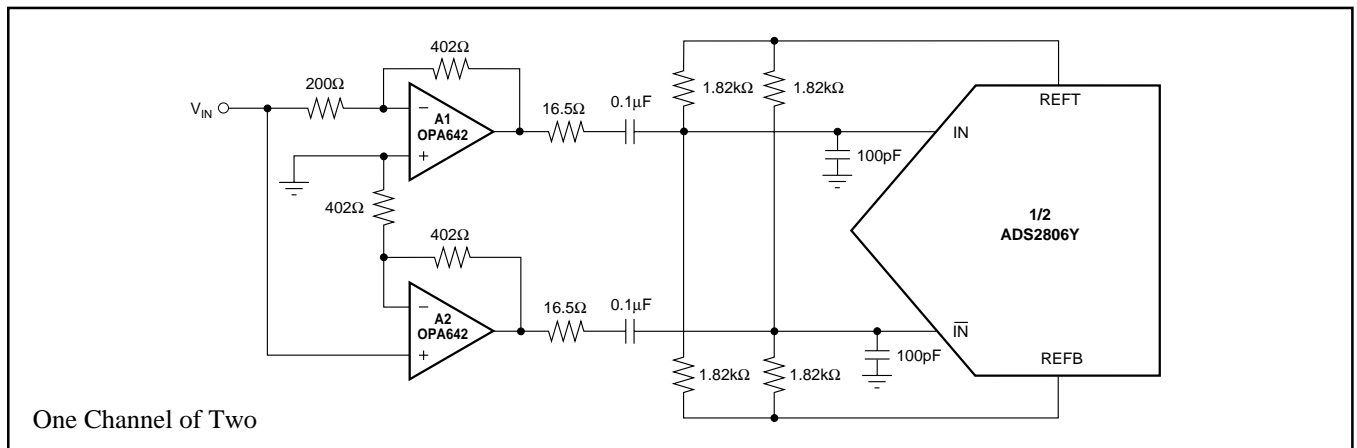 402Ω
200Ω
V_IN
−
A1
OPA642
+
16.5Ω
0.1µF
1.82kΩ
1.82kΩ
REFT
IN
100pF
402Ω
402Ω
1/2
ADS2806Y
−
A2
OPA642
+
16.5Ω
0.1µF
I̅N̅
100pF
1.82kΩ
1.82kΩ
REFB
One Channel of Two